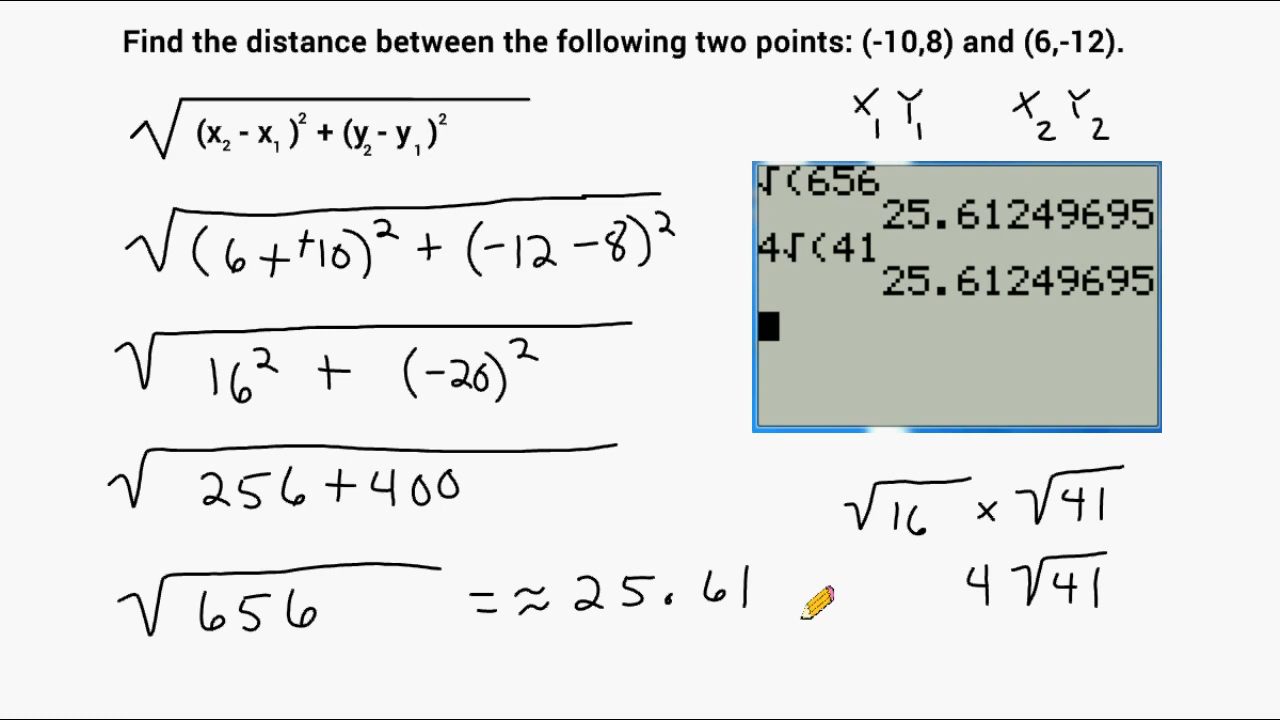 Find the distance between the following two points: (-10,8) and (6,-12).
X₁ Y₁ X₂ Y₂
√(x₂ - x₁)² + (y₂ - y₁)²
√(6 + +10)² + (-12 - 8)²
√16² + (-20)²
√256 + 400
√656 = ≈ 25.61
√(656
25.61249695
4√(41
25.61249695
√16 × √41
4√41